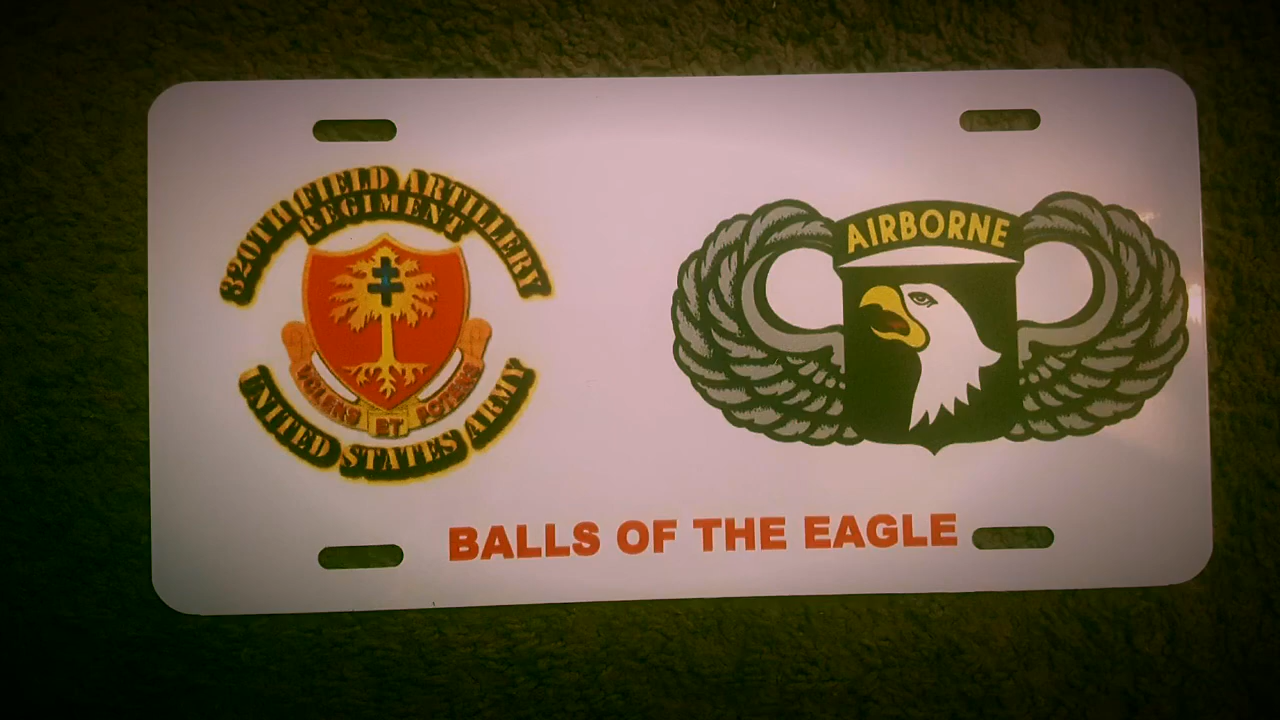 320TH FIELD ARTILLERY
REGIMENT
VOLENS ET POTENS
UNITED STATES ARMY
AIRBORNE
BALLS OF THE EAGLE